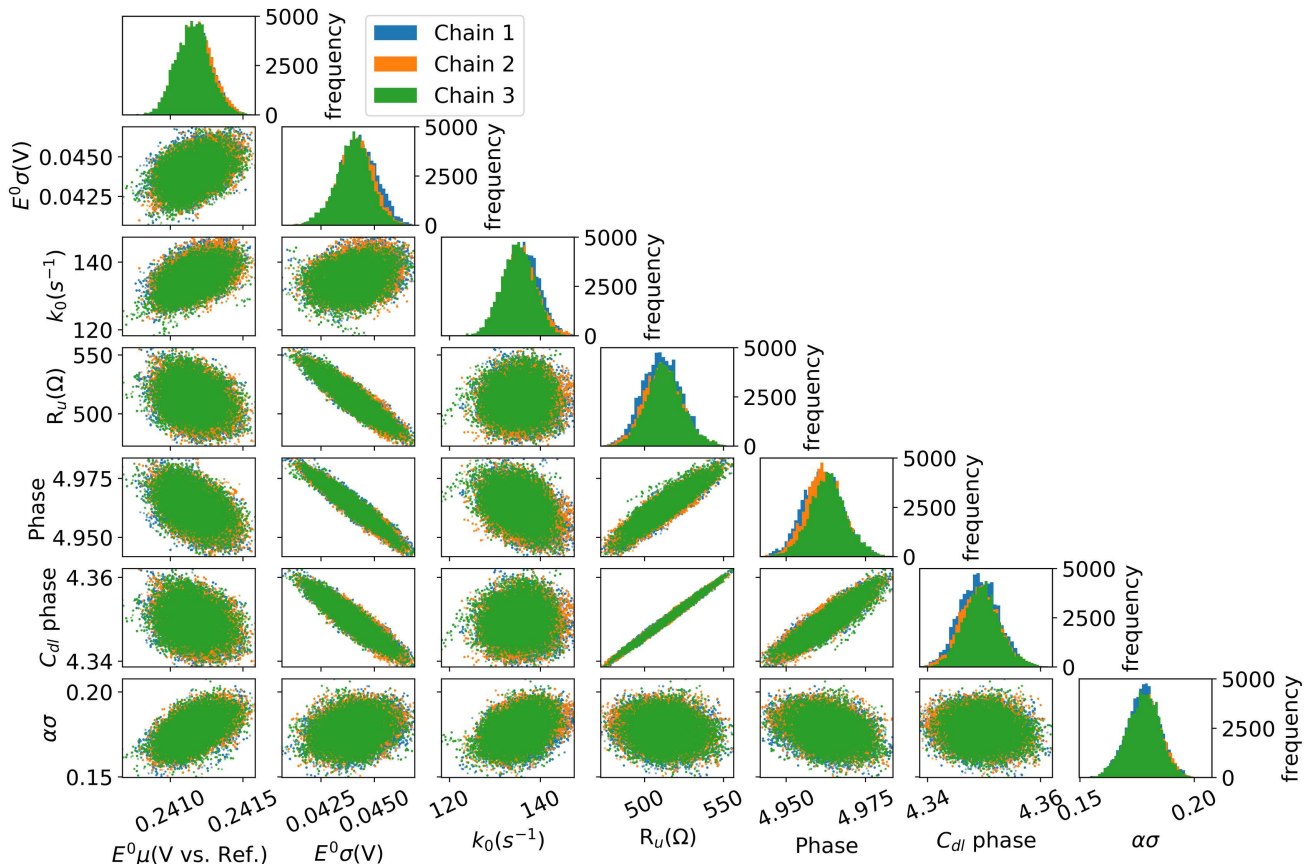 5000
2500
0
frequency
Chain 1
Chain 2
Chain 3
E⁰σ(V)
0.0450
0.0425
5000
2500
0
frequency
k₀(s⁻¹)
140
120
5000
2500
0
frequency
Rᵤ(Ω)
550
500
5000
2500
0
frequency
Phase
4.975
4.950
5000
2500
0
frequency
C_dl phase
4.36
4.34
5000
2500
0
frequency
ασ
0.20
0.15
5000
2500
0
frequency
0.2410 0.2415 0.0425 0.0450 120 140 500 550 4.950 4.975 4.34 4.36 0.15 0.20
E⁰μ(V vs. Ref.) E⁰σ(V) k₀(s⁻¹) Rᵤ(Ω) Phase C_dl phase ασ